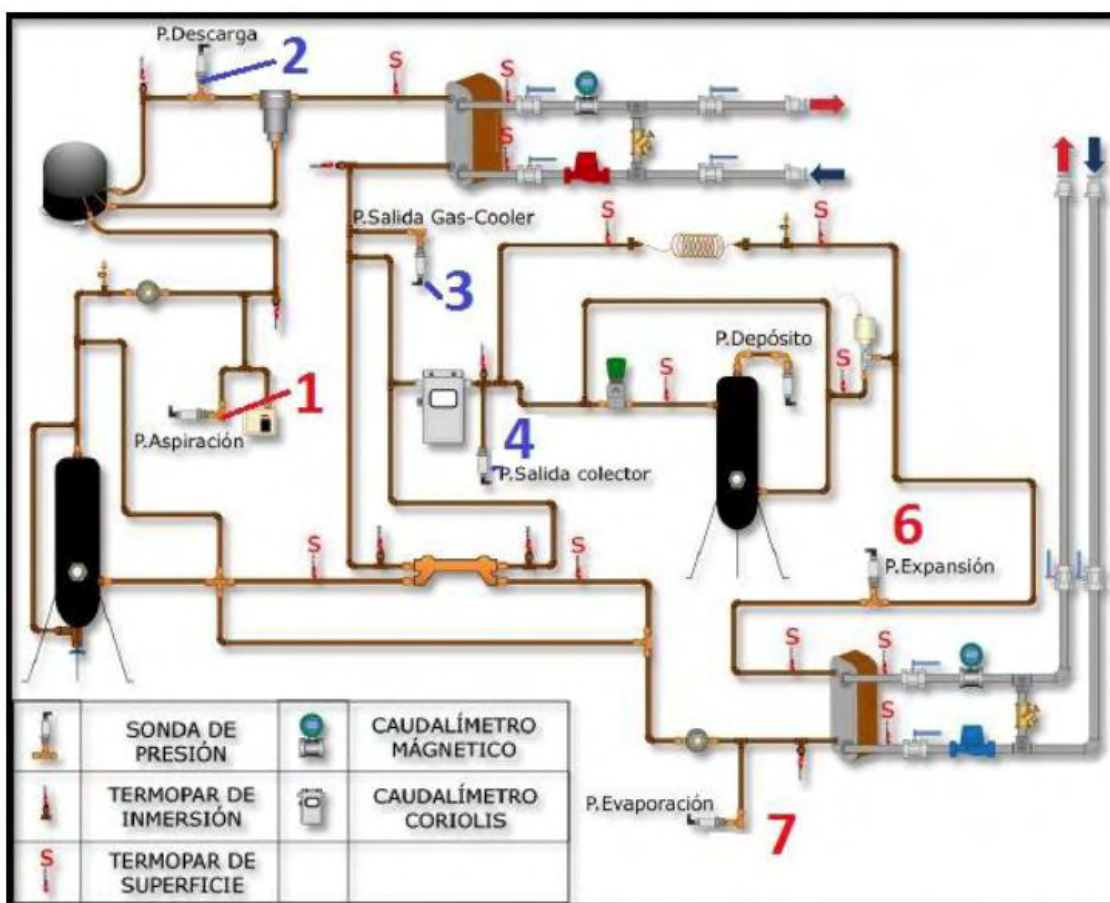 P.Descarga
2
S
S
S
P.Salida Gas-Cooler
3
S
S
P.Depósito
S
S
1
P.Aspiración
4
P.Salida colector
6
P.Expansión
S
S
S
S
S
P.Evaporación
7
SONDA DE
PRESIÓN
CAUDALÍMETRO
MÁGNETICO
TERMOPAR DE
INMERSIÓN
CAUDALÍMETRO
CORIOLIS
S
TERMOPAR DE
SUPERFICIE